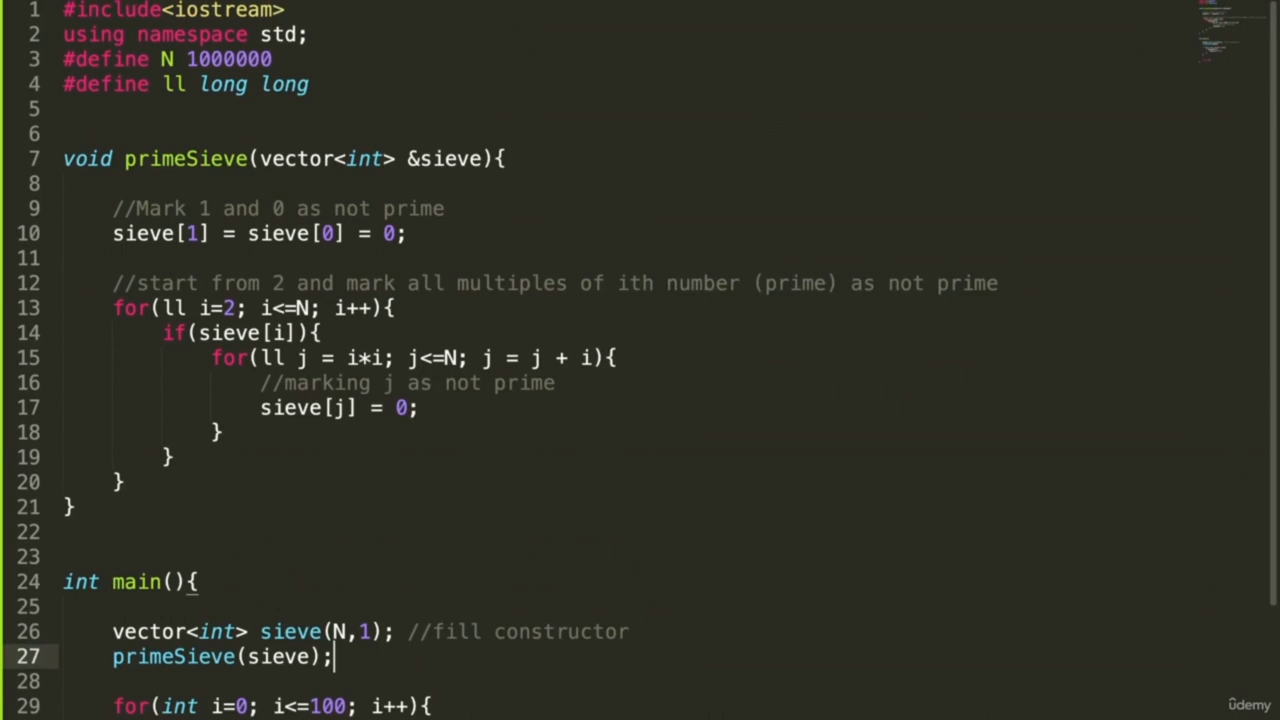 1 #include<iostream>
2 using namespace std;
3 #define N 1000000
4 #define ll long long
5
6
7 void primeSieve(vector<int> &sieve){
8
9     //Mark 1 and 0 as not prime
10     sieve[1] = sieve[0] = 0;
11
12     //start from 2 and mark all multiples of ith number (prime) as not prime
13     for(ll i=2; i<=N; i++){
14         if(sieve[i]){
15             for(ll j = i*i; j<=N; j = j + i){
16                 //marking j as not prime
17                 sieve[j] = 0;
18             }
19         }
20     }
21 }
22
23
24 int main(){
25
26     vector<int> sieve(N,1); //fill constructor
27     primeSieve(sieve);
28
29     for(int i=0; i<=100; i++){
ûdemy